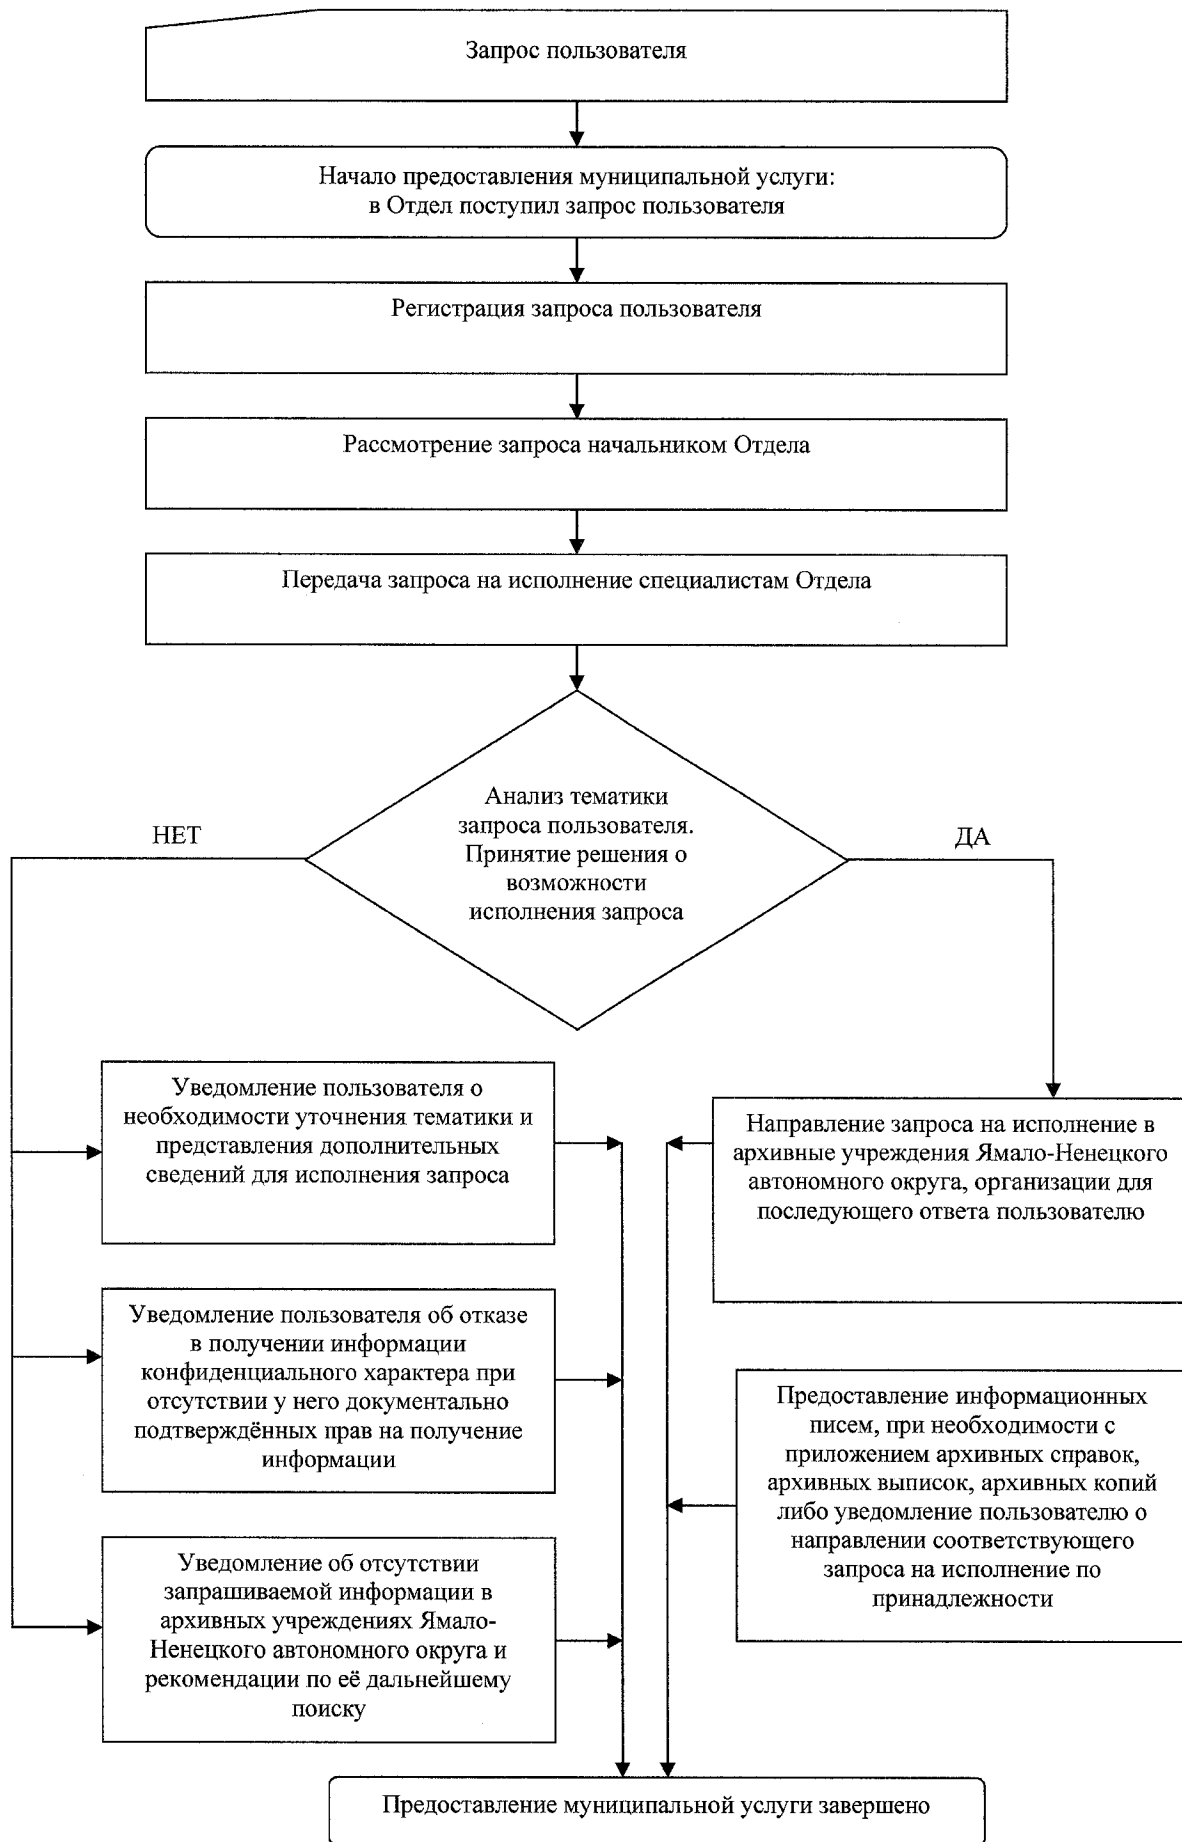 Запрос пользователя
Начало предоставления муниципальной услуги:
в Отдел поступил запрос пользователя
Регистрация запроса пользователя
Рассмотрение запроса начальником Отдела
Передача запроса на исполнение специалистам Отдела
Анализ тематики
запроса пользователя.
Принятие решения о
возможности
исполнения запроса
НЕТ
ДА
Уведомление пользователя о
необходимости уточнения тематики и
представления дополнительных
сведений для исполнения запроса
Направление запроса на исполнение в
архивные учреждения Ямало-Ненецкого
автономного округа, организации для
последующего ответа пользователю
Уведомление пользователя об отказе
в получении информации
конфиденциального характера при
отсутствии у него документально
подтверждённых прав на получение
информации
Предоставление информационных
писем, при необходимости с
приложением архивных справок,
архивных выписок, архивных копий
либо уведомление пользователю о
направлении соответствующего
запроса на исполнение по
принадлежности
Уведомление об отсутствии
запрашиваемой информации в
архивных учреждениях Ямало-
Ненецкого автономного округа и
рекомендации по её дальнейшему
поиску
Предоставление муниципальной услуги завершено